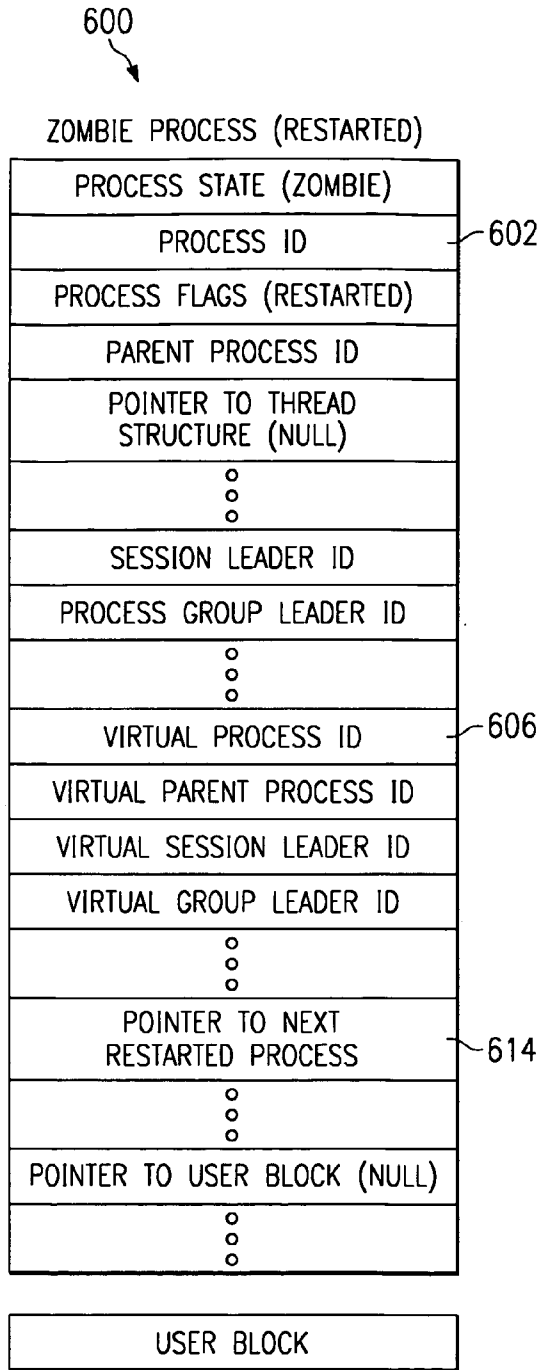 600
ZOMBIE PROCESS (RESTARTED)
PROCESS STATE (ZOMBIE)
PROCESS ID
602
PROCESS FLAGS (RESTARTED)
PARENT PROCESS ID
POINTER TO THREAD
STRUCTURE (NULL)
SESSION LEADER ID
PROCESS GROUP LEADER ID
VIRTUAL PROCESS ID
606
VIRTUAL PARENT PROCESS ID
VIRTUAL SESSION LEADER ID
VIRTUAL GROUP LEADER ID
POINTER TO NEXT
RESTARTED PROCESS
614
POINTER TO USER BLOCK (NULL)
USER BLOCK